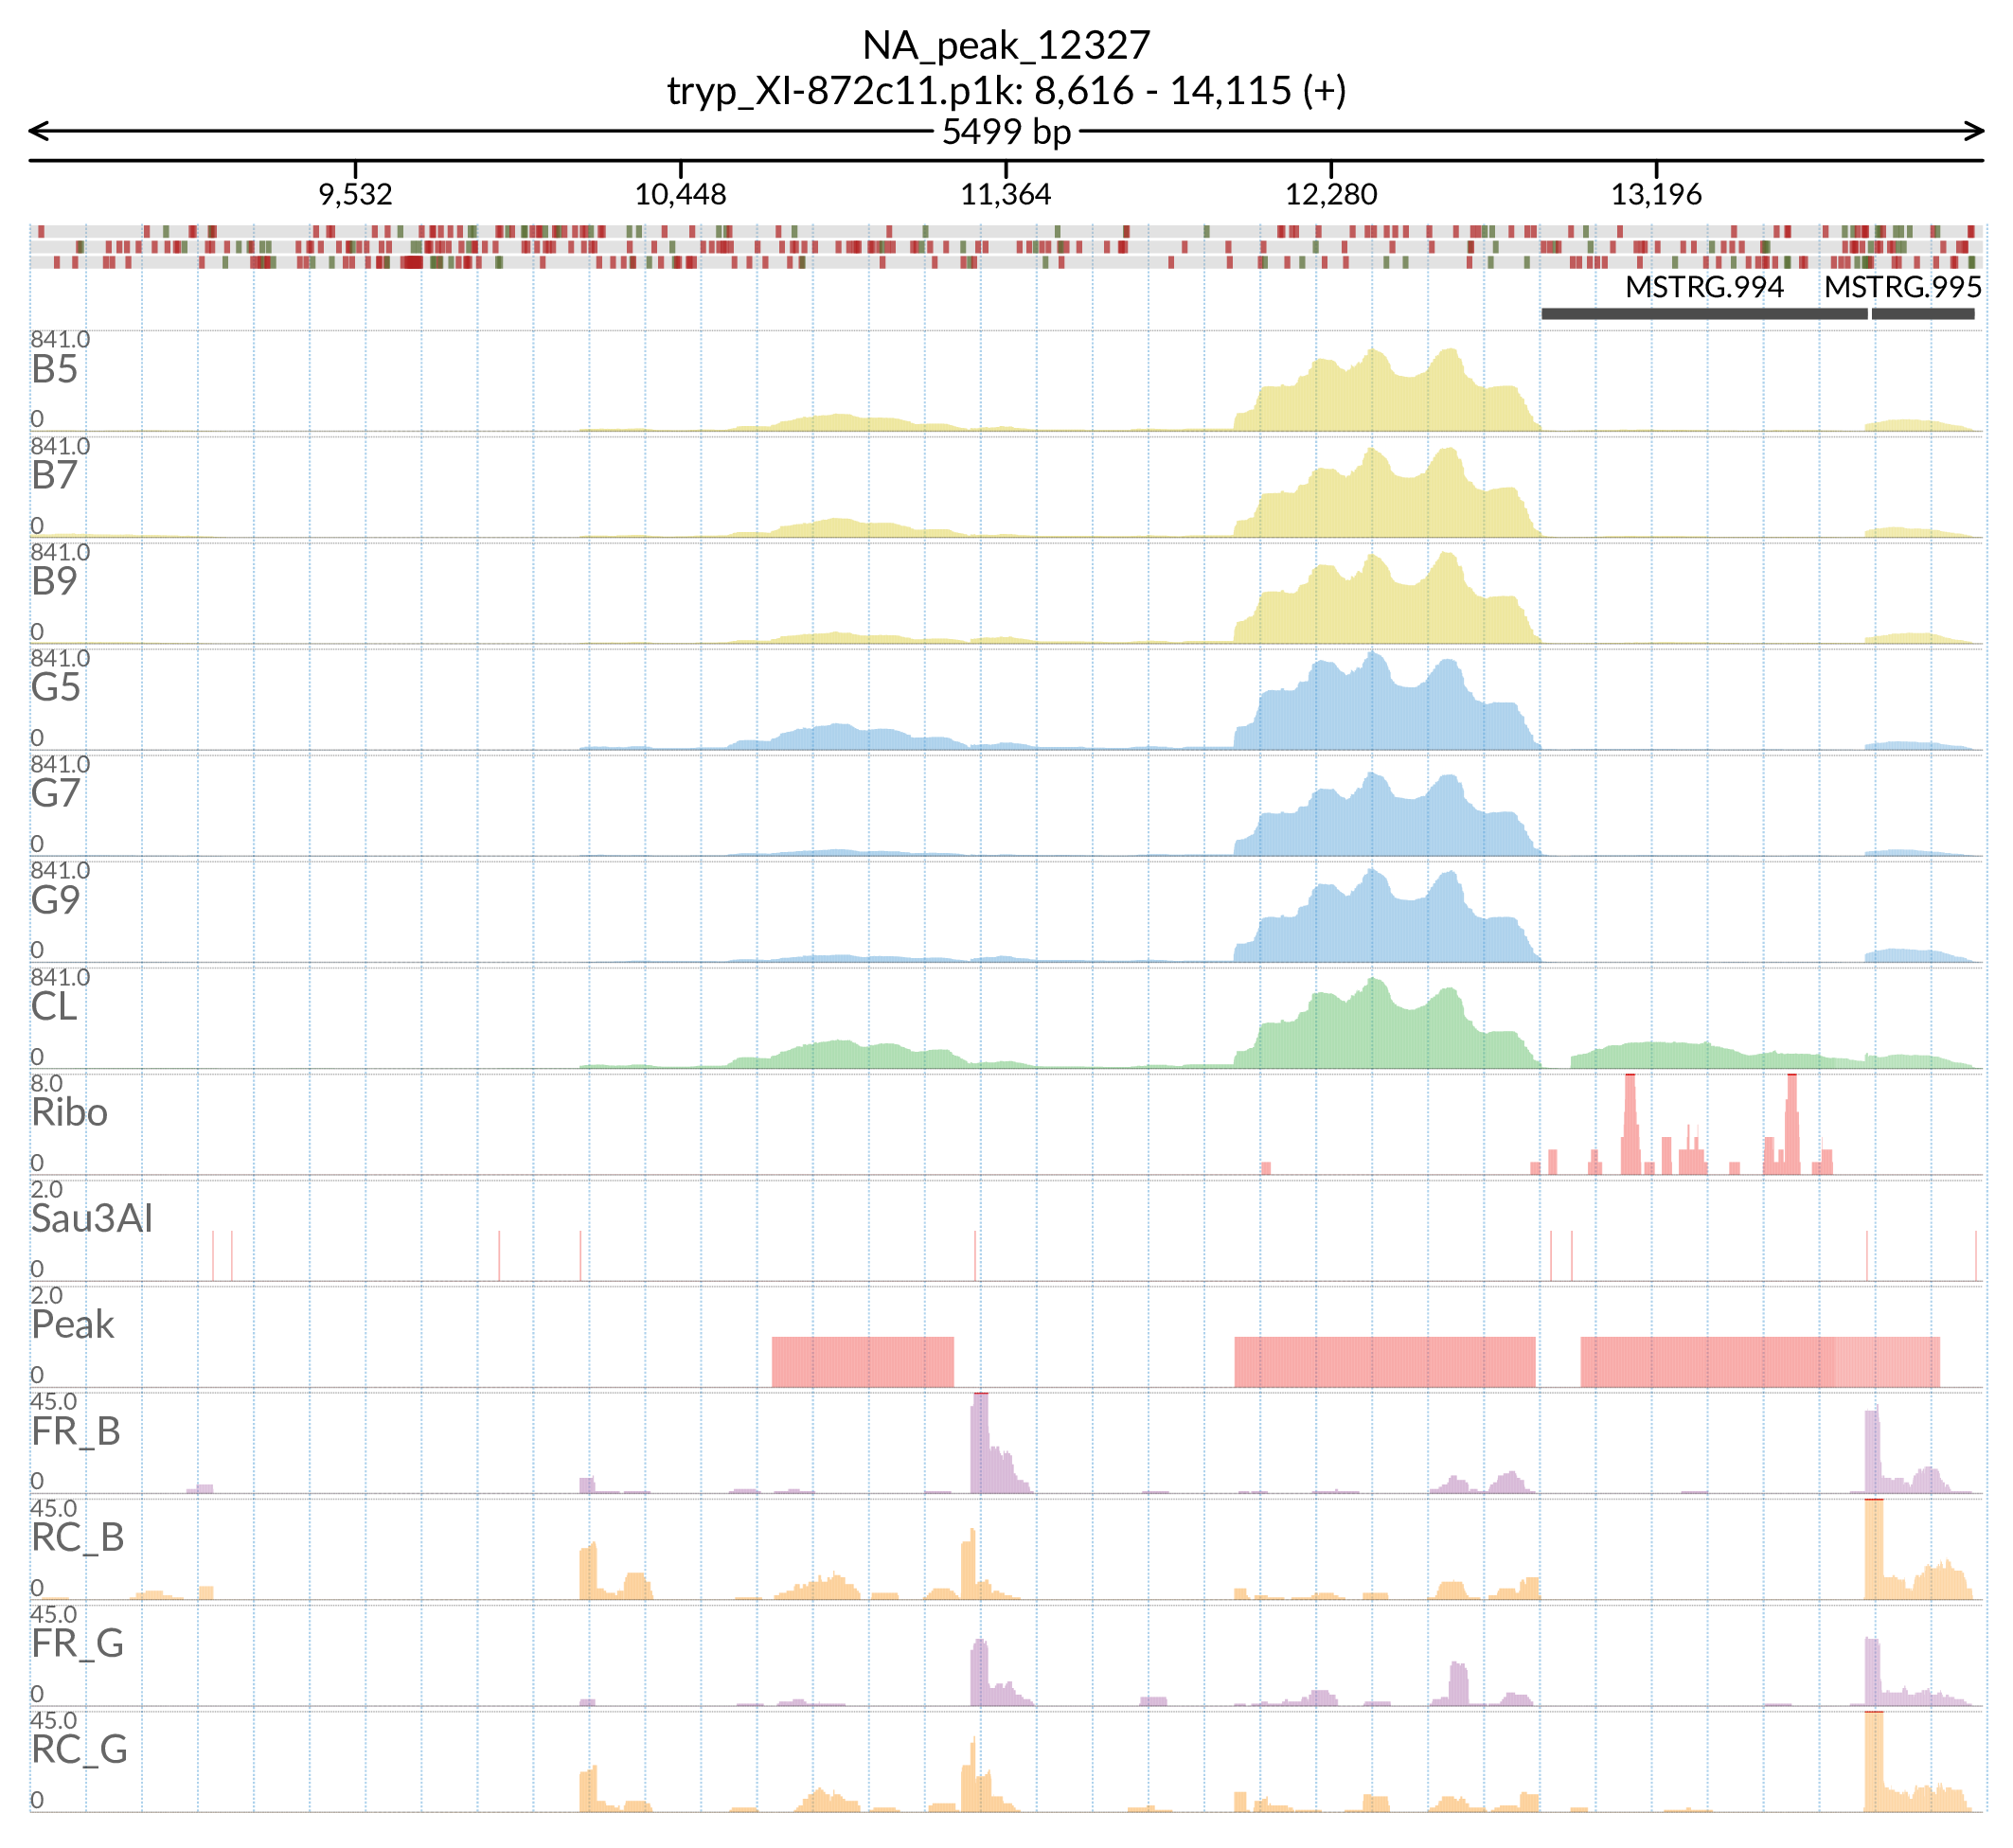 NA_peak_12327
tryp_XI-872c11.p1k: 8,616 - 14,115 (+)
5499 bp
9,532 10,448 11,364 12,280 13,196
MSTRG.994 MSTRG.995
841.0
B5
0
841.0
B7
0
841.0
B9
0
841.0
G5
0
841.0
G7
0
841.0
G9
0
841.0
CL
0
8.0
Ribo
0
2.0
Sau3AI
0
2.0
Peak
0
45.0
FR_B
0
45.0
RC_B
0
45.0
FR_G
0
45.0
RC_G
0